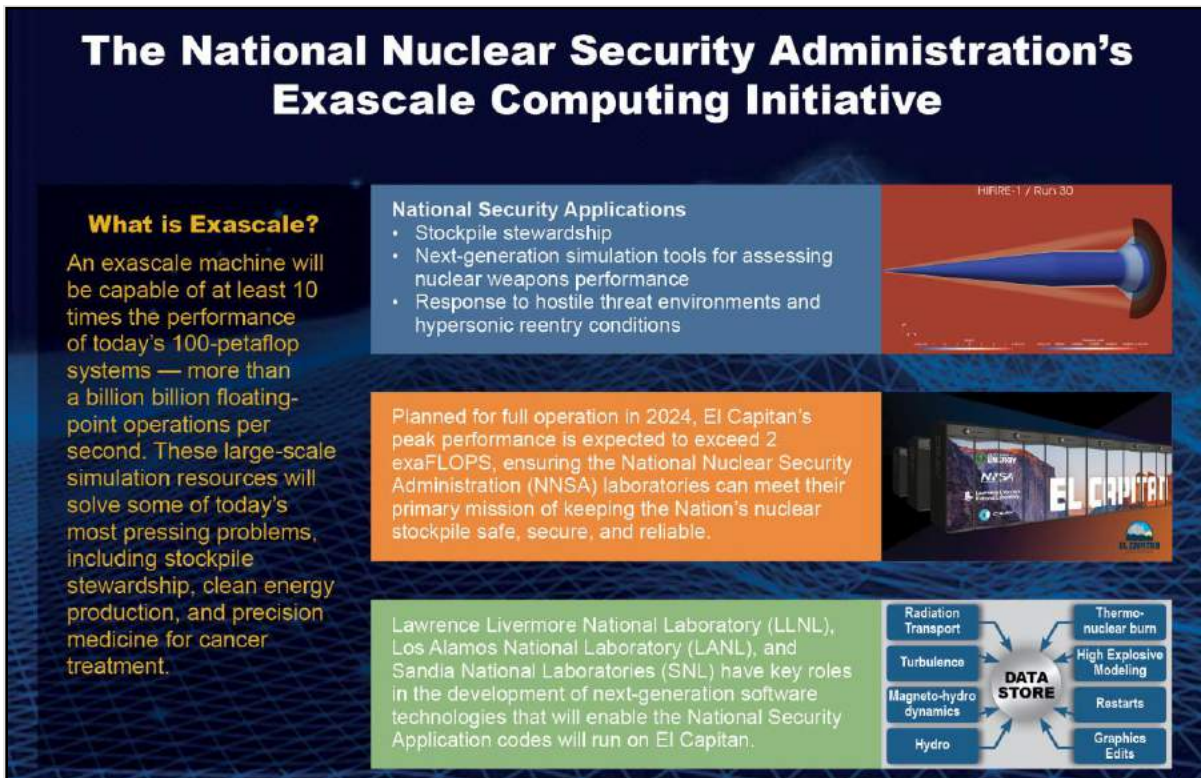 The National Nuclear Security Administration’s
Exascale Computing Initiative
What is Exascale?
An exascale machine will
be capable of at least 10
times the performance
of today’s 100-petaflop
systems — more than
a billion billion floating-
point operations per
second. These large-scale
simulation resources will
solve some of today’s
most pressing problems,
including stockpile
stewardship, clean energy
production, and precision
medicine for cancer
treatment.
National Security Applications
• Stockpile stewardship
• Next-generation simulation tools for assessing
nuclear weapons performance
• Response to hostile threat environments and
hypersonic reentry conditions
HIFIRE-1 / Run 30
Planned for full operation in 2024, El Capitan’s
peak performance is expected to exceed 2
exaFLOPS, ensuring the National Nuclear Security
Administration (NNSA) laboratories can meet their
primary mission of keeping the Nation’s nuclear
stockpile safe, secure, and reliable.
ENERGY
NNSA
EL CAPITAN
EL CAPITAN
Lawrence Livermore National Laboratory (LLNL),
Los Alamos National Laboratory (LANL), and
Sandia National Laboratories (SNL) have key roles
in the development of next-generation software
technologies that will enable the National Security
Application codes will run on El Capitan.
Radiation
Transport
Turbulence
Magneto-hydro
dynamics
Hydro
DATA
STORE
Thermo-
nuclear burn
High Explosive
Modeling
Restarts
Graphics
Edits